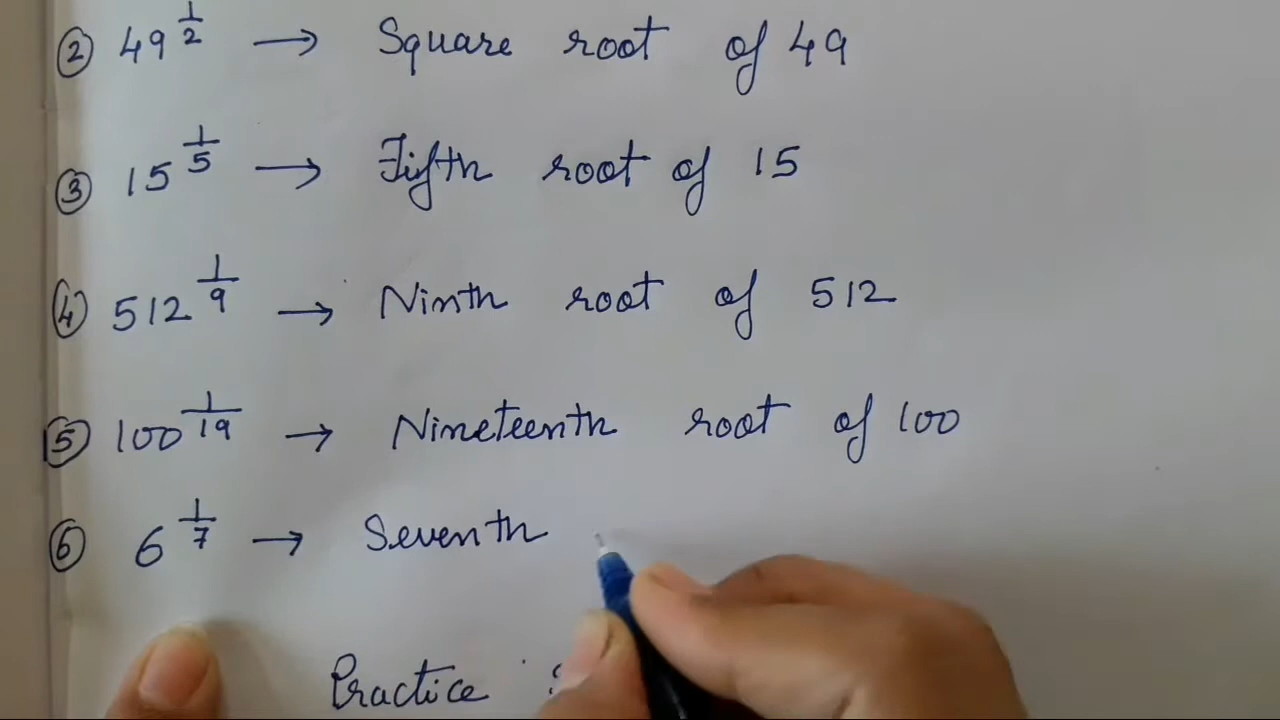 ② 49^(1/2) → Square root of 49
③ 15^(1/5) → Fifth root of 15
④ 512^(1/9) → Ninth root of 512
⑤ 100^(1/19) → Nineteenth root of 100
⑥ 6^(1/7) → Seventh
Practice